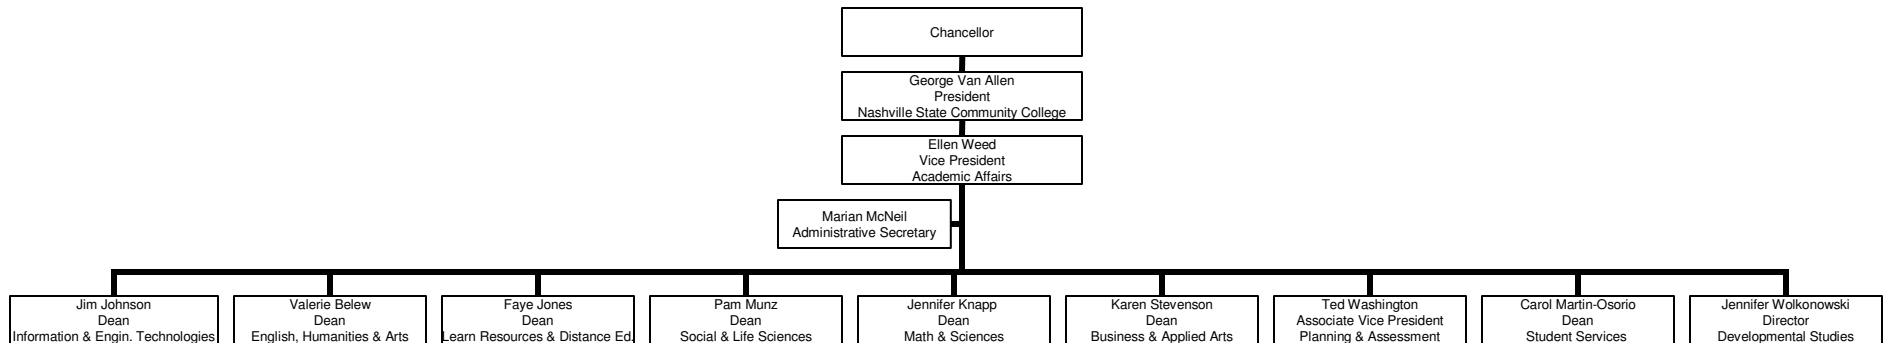 Chancellor
George Van Allen
President
Nashville State Community College
Ellen Weed
Vice President
Academic Affairs
Marian McNeil
Administrative Secretary
Jim Johnson
Dean
Information & Engin. Technologies
Valerie Belew
Dean
English, Humanities & Arts
Faye Jones
Dean
Learn Resources & Distance Ed.
Pam Munz
Dean
Social & Life Sciences
Jennifer Knapp
Dean
Math & Sciences
Karen Stevenson
Dean
Business & Applied Arts
Ted Washington
Associate Vice President
Planning & Assessment
Carol Martin-Osorio
Dean
Student Services
Jennifer Wolkonowski
Director
Developmental Studies